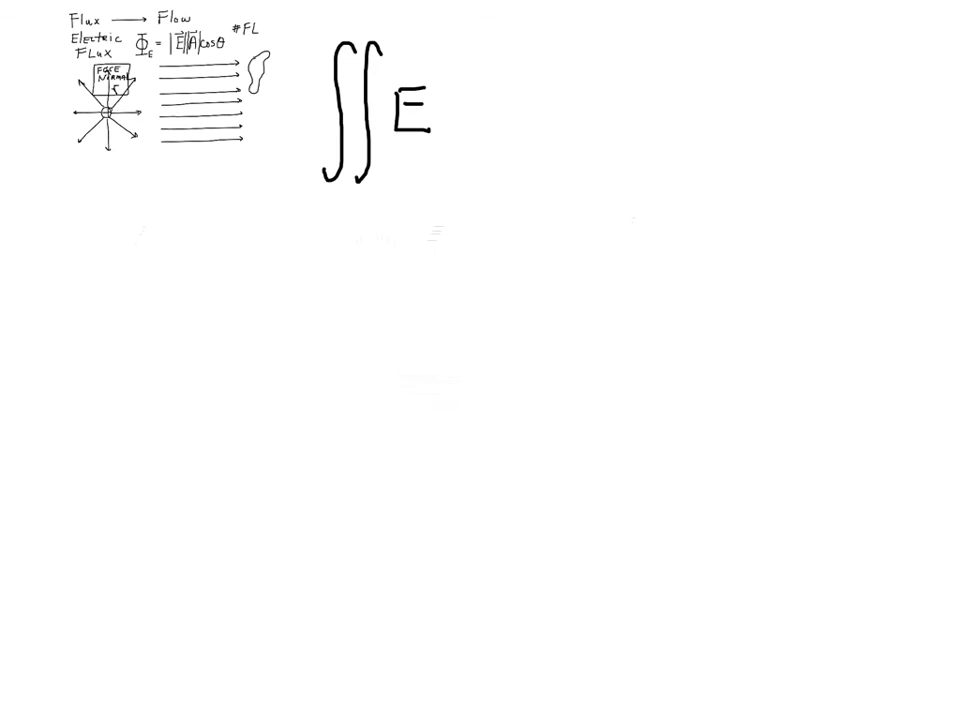 Flux → Flow
Electric Flux Φ_E = |E⃗||A⃗|cosθ #FL
FACE
NORMAL
∬ E